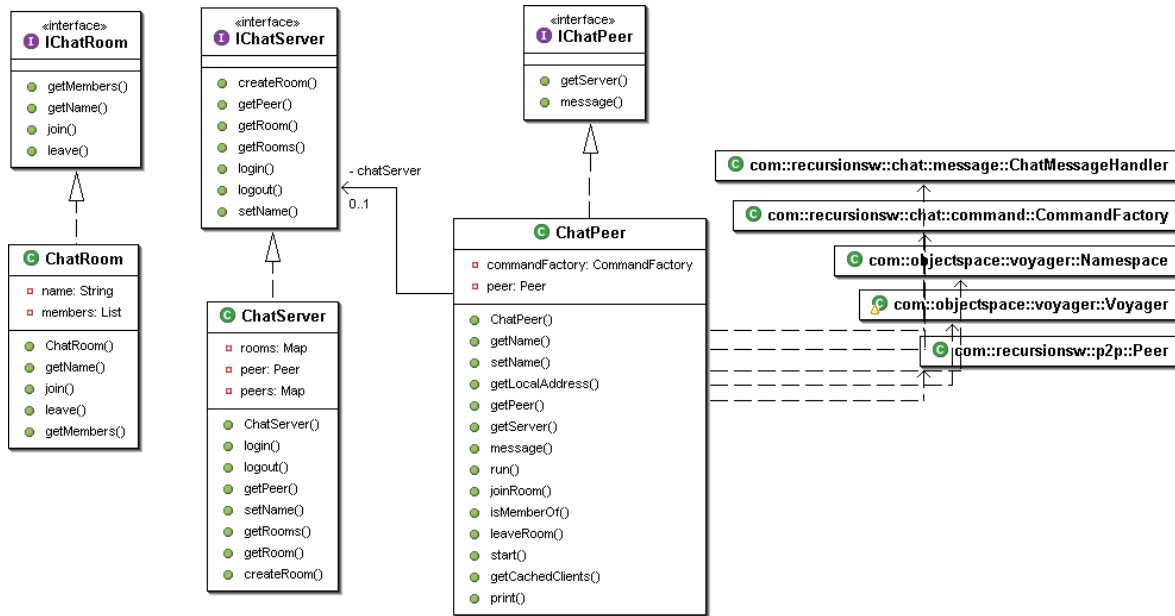 «interface»
IChatRoom
getMembers()
getName()
join()
leave()
ChatRoom
name: String
members: List
ChatRoom()
getName()
join()
leave()
getMembers()
«interface»
IChatServer
createRoom()
getPeer()
getRoom()
getRooms()
login()
logout()
setName()
- chatServer
0..1
ChatServer
rooms: Map
peer: Peer
peers: Map
ChatServer()
login()
logout()
getPeer()
setName()
getRooms()
getRoom()
createRoom()
«interface»
IChatPeer
getServer()
message()
ChatPeer
commandFactory: CommandFactory
peer: Peer
ChatPeer()
getName()
setName()
getLocalAddress()
getPeer()
getServer()
message()
run()
joinRoom()
isMemberOf()
leaveRoom()
start()
getCachedClients()
print()
com::recursionsw::chat::message::ChatMessageHandler
com::recursionsw::chat::command::CommandFactory
com::objectspace::voyager::Namespace
com::objectspace::voyager::Voyager
com::recursionsw::p2p::Peer